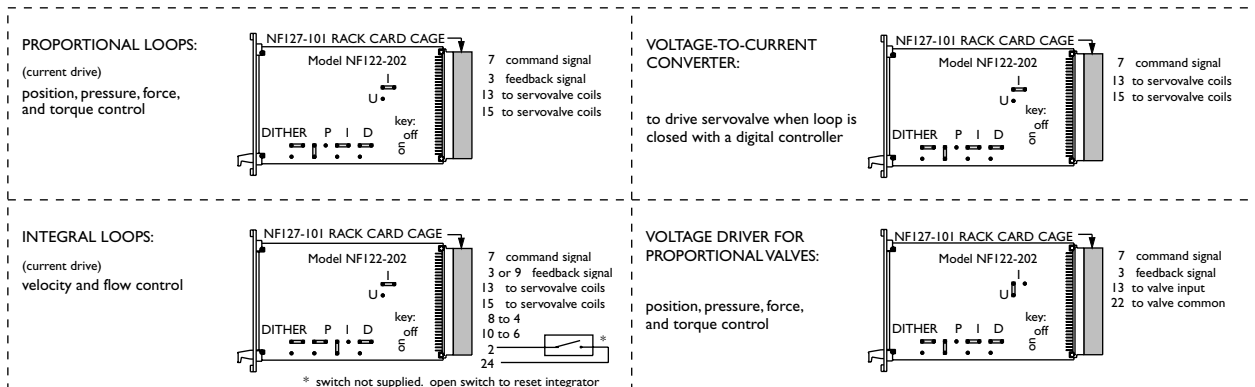 PROPORTIONAL LOOPS:
(current drive)
position, pressure, force,
and torque control
NF127-101 RACK CARD CAGE
Model NF122-202
I
U
key:
off
on
DITHER P I D
7 command signal
3 feedback signal
13 to servovalve coils
15 to servovalve coils
VOLTAGE-TO-CURRENT
CONVERTER:
to drive servovalve when loop is
closed with a digital controller
NF127-101 RACK CARD CAGE
Model NF122-202
I
U
key:
off
on
DITHER P I D
7 command signal
13 to servovalve coils
15 to servovalve coils
INTEGRAL LOOPS:
(current drive)
velocity and flow control
NF127-101 RACK CARD CAGE
Model NF122-202
I
U
key:
off
on
DITHER P I D
7 command signal
3 or 9 feedback signal
13 to servovalve coils
15 to servovalve coils
8 to 4
10 to 6
2
24
*
* switch not supplied. open switch to reset integrator
VOLTAGE DRIVER FOR
PROPORTIONAL VALVES:
position, pressure, force,
and torque control
NF127-101 RACK CARD CAGE
Model NF122-202
I
U
key:
off
on
DITHER P I D
7 command signal
3 feedback signal
13 to valve input
22 to valve common